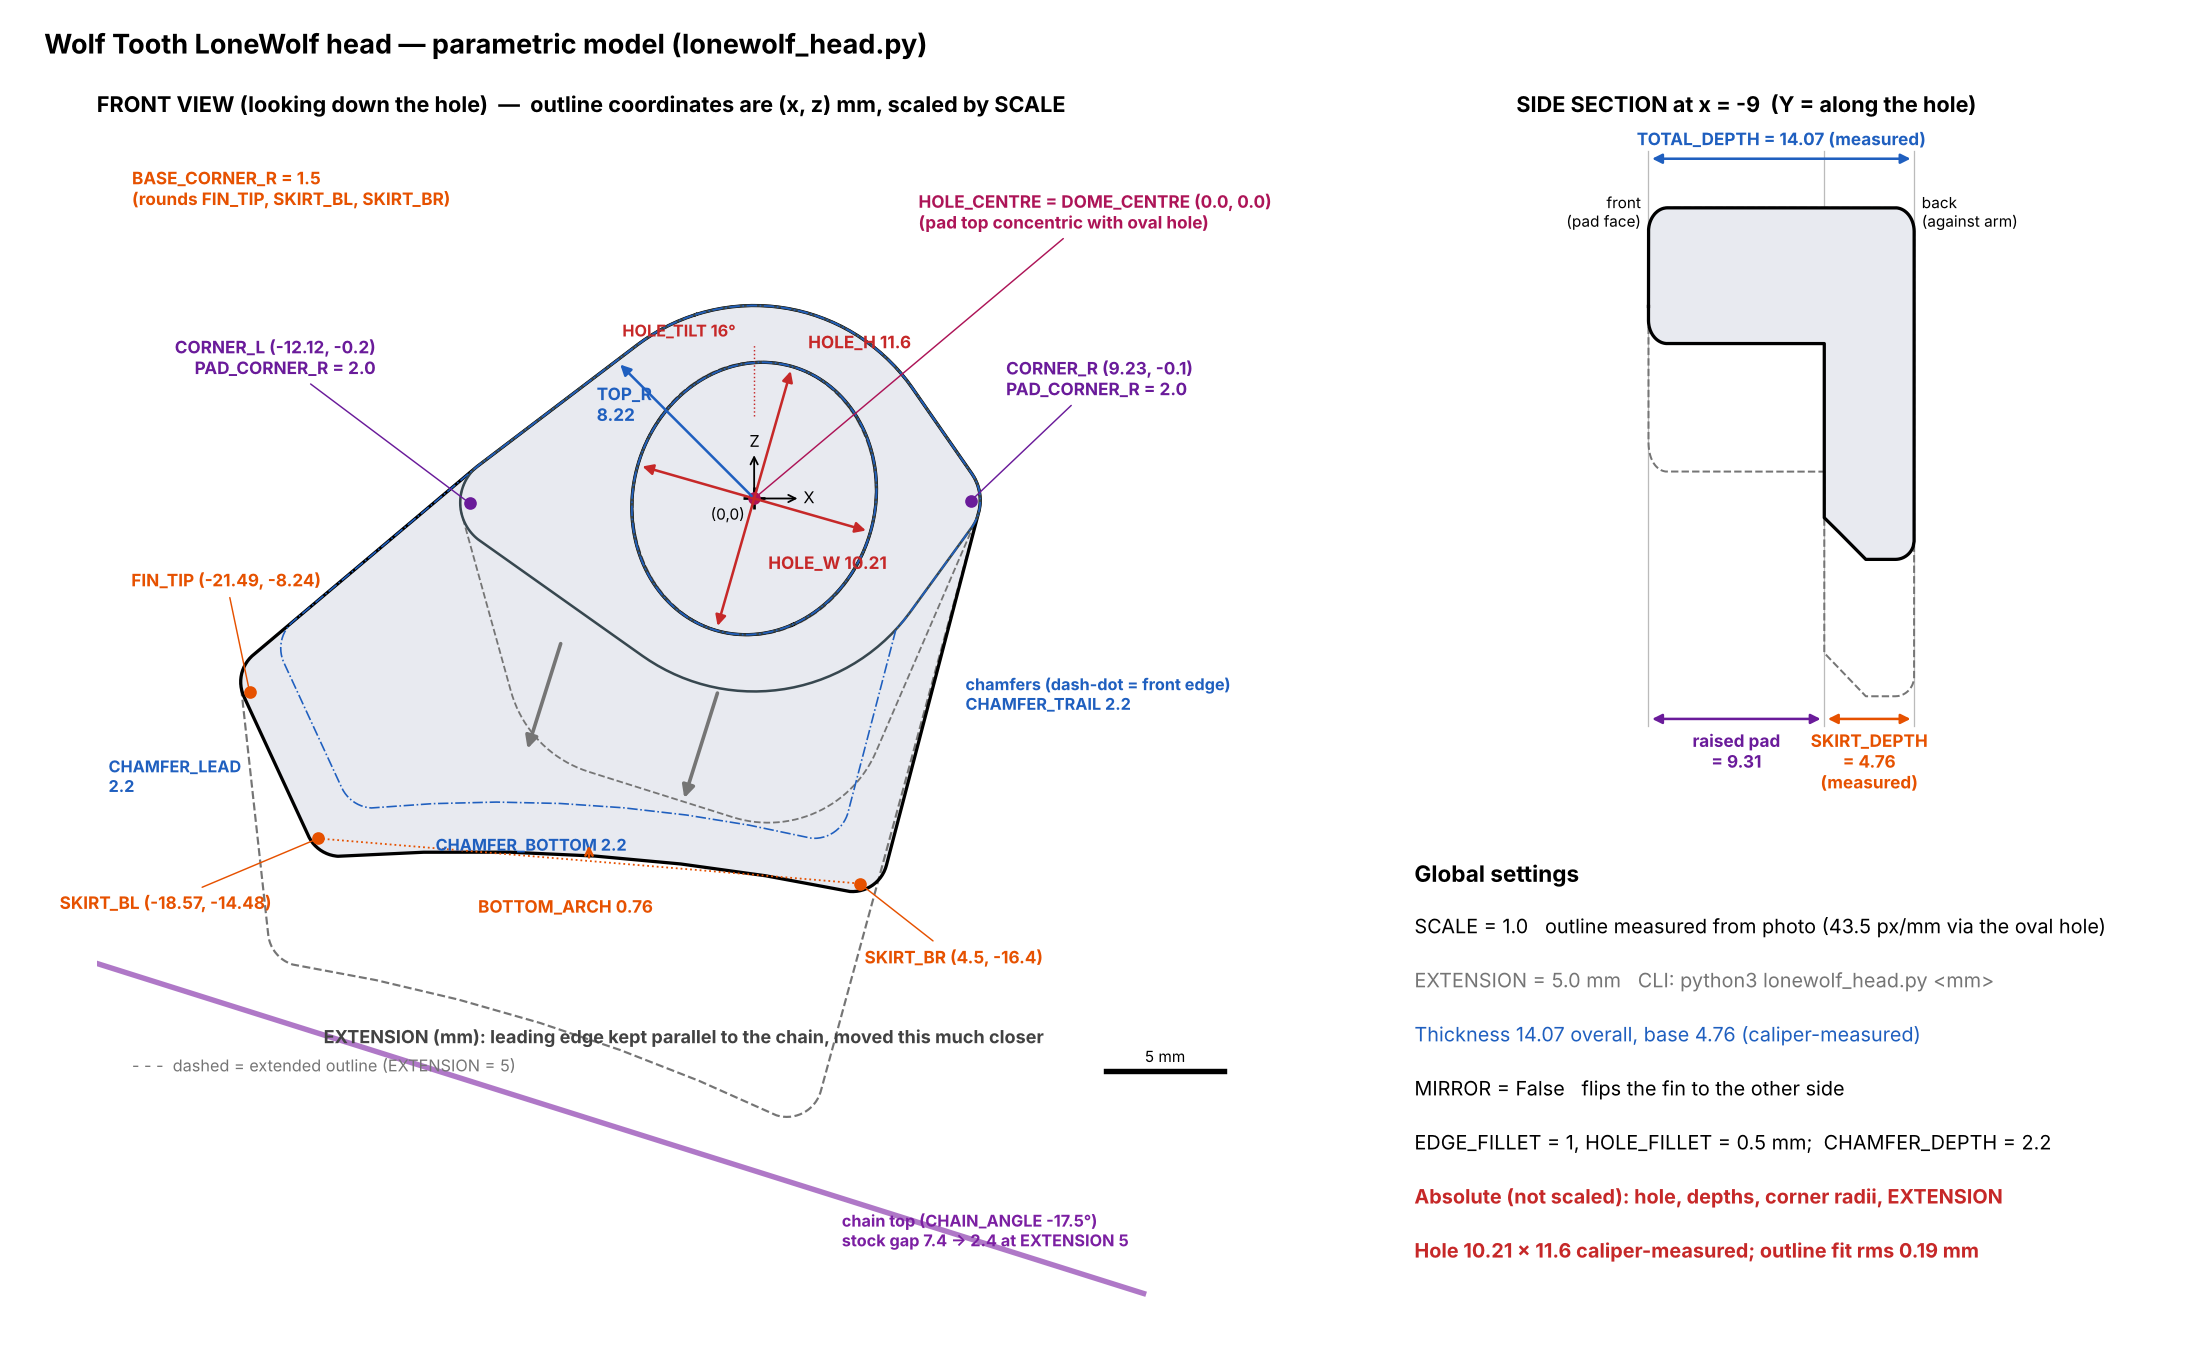 Wolf Tooth LoneWolf head — parametric model (lonewolf_head.py)
FRONT VIEW (looking down the hole) — outline coordinates are (x, z) mm, scaled by SCALE
BASE_CORNER_R = 1.5
(rounds FIN_TIP, SKIRT_BL, SKIRT_BR)
HOLE_CENTRE = DOME_CENTRE (0.0, 0.0)
(pad top concentric with oval hole)
HOLE_TILT 16°
HOLE_H 11.6
CORNER_L (-12.12, -0.2)
PAD_CORNER_R = 2.0
CORNER_R (9.23, -0.1)
PAD_CORNER_R = 2.0
TOP_R
8.22
Z
X
(0,0)
HOLE_W 10.21
FIN_TIP (-21.49, -8.24)
chamfers (dash-dot = front edge)
CHAMFER_TRAIL 2.2
CHAMFER_LEAD
2.2
CHAMFER_BOTTOM 2.2
SKIRT_BL (-18.57, -14.48)
BOTTOM_ARCH 0.76
SKIRT_BR (4.5, -16.4)
EXTENSION (mm): leading edge kept parallel to the chain, moved this much closer
- - - dashed = extended outline (EXTENSION = 5)
5 mm
chain top (CHAIN_ANGLE -17.5°)
stock gap 7.4 → 2.4 at EXTENSION 5
SIDE SECTION at x = -9 (Y = along the hole)
TOTAL_DEPTH = 14.07 (measured)
front
(pad face)
back
(against arm)
raised pad
= 9.31
SKIRT_DEPTH
= 4.76
(measured)
Global settings
SCALE = 1.0 outline measured from photo (43.5 px/mm via the oval hole)
EXTENSION = 5.0 mm CLI: python3 lonewolf_head.py <mm>
Thickness 14.07 overall, base 4.76 (caliper-measured)
MIRROR = False flips the fin to the other side
EDGE_FILLET = 1, HOLE_FILLET = 0.5 mm; CHAMFER_DEPTH = 2.2
Absolute (not scaled): hole, depths, corner radii, EXTENSION
Hole 10.21 × 11.6 caliper-measured; outline fit rms 0.19 mm